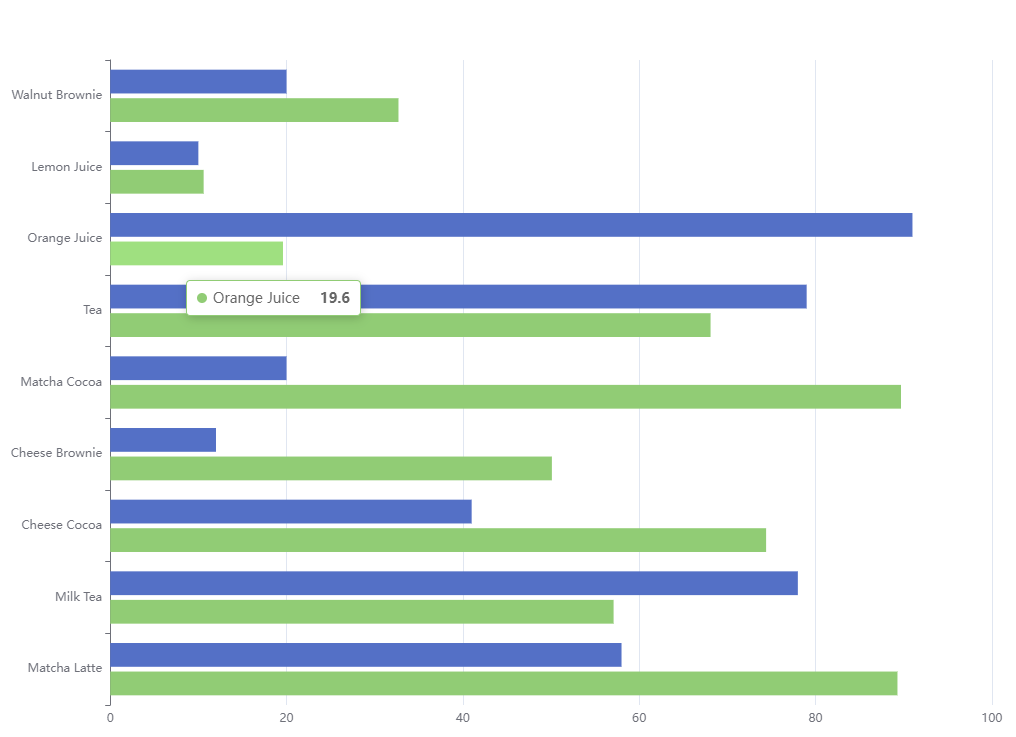 Walnut Brownie
Lemon Juice
Orange Juice
Orange Juice 19.6
Tea
Matcha Cocoa
Cheese Brownie
Cheese Cocoa
Milk Tea
Matcha Latte
0 20 40 60 80 100